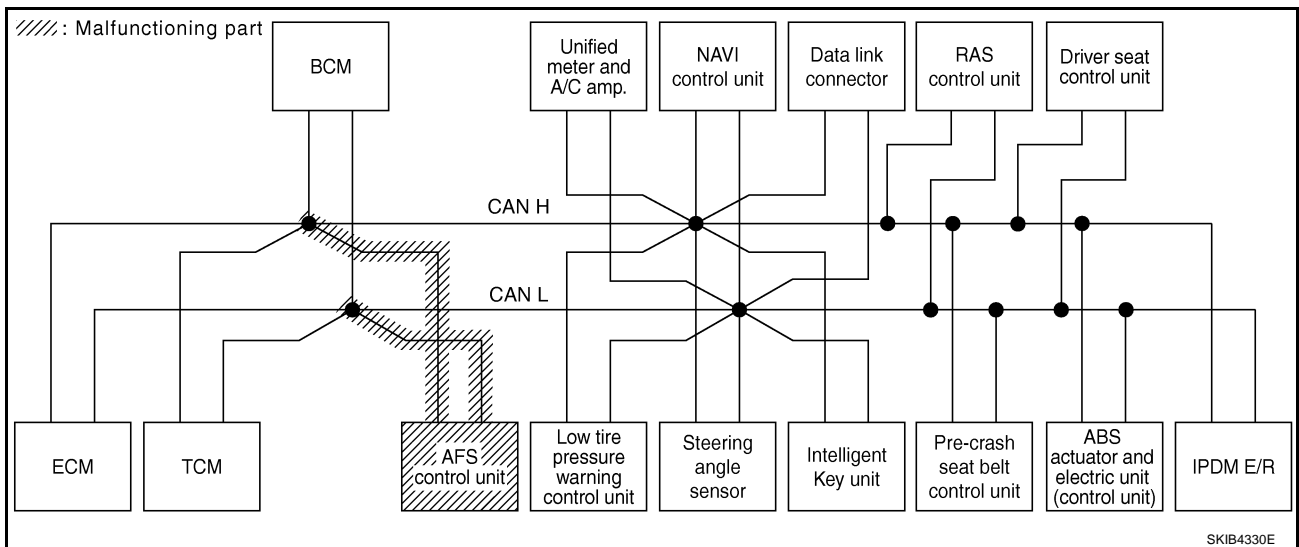 : Malfunctioning part
BCM
Unified
meter and
A/C amp.
NAVI
control unit
Data link
connector
RAS
control unit
Driver seat
control unit
CAN H
CAN L
ECM
TCM
AFS
control unit
Low tire
pressure
warning
control unit
Steering
angle
sensor
Intelligent
Key unit
Pre-crash
seat belt
control unit
ABS
actuator and
electric unit
(control unit)
IPDM E/R
SKIB4330E